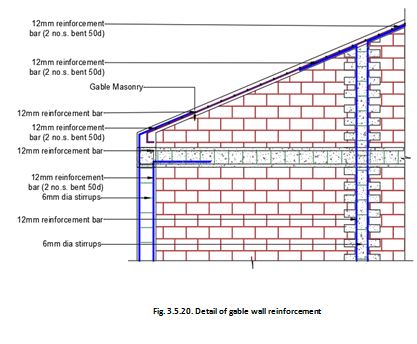 12mm reinforcement
bar (2 no.s. bent 50d)
12mm reinforcement
bar (2 no.s. bent 50d)
Gable Masonry
12mm reinforcement bar
12mm reinforcement
bar (2 no.s. bent 50d)
12mm reinforcement bar
12mm reinforcement
bar (2 no.s. bent 50d)
6mm dia stirrups
12mm reinforcement bar
6mm dia stirrups
Fig. 3.5.20. Detail of gable wall reinforcement